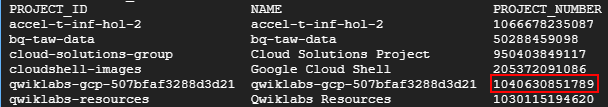 PROJECT_ID NAME PROJECT_NUMBER
accel-t-inf-hol-2 accel-t-inf-hol-2 1066678235087
bq-taw-data bq-taw-data 50288459098
cloud-solutions-group Cloud Solutions Project 950403849117
cloudshell-images Google Cloud Shell 205372091086
qwiklabs-gcp-507bfaf3288d3d21 qwiklabs-gcp-507bfaf3288d3d21 1040630851789
qwiklabs-resources Qwiklabs Resources 1030115194620